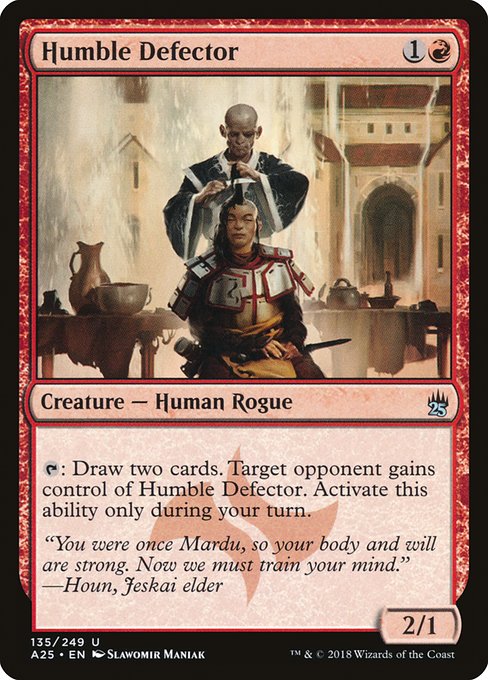 Humble Defector 1
Creature — Human Rogue
25
: Draw two cards. Target opponent gains
control of Humble Defector. Activate this
ability only during your turn.
“You were once Mardu, so your body and will
are strong. Now we must train your mind.”
—Houn, Jeskai elder
2/1
135/249 U
A25 • EN Slawomir Maniak
™ & © 2018 Wizards of the Coast